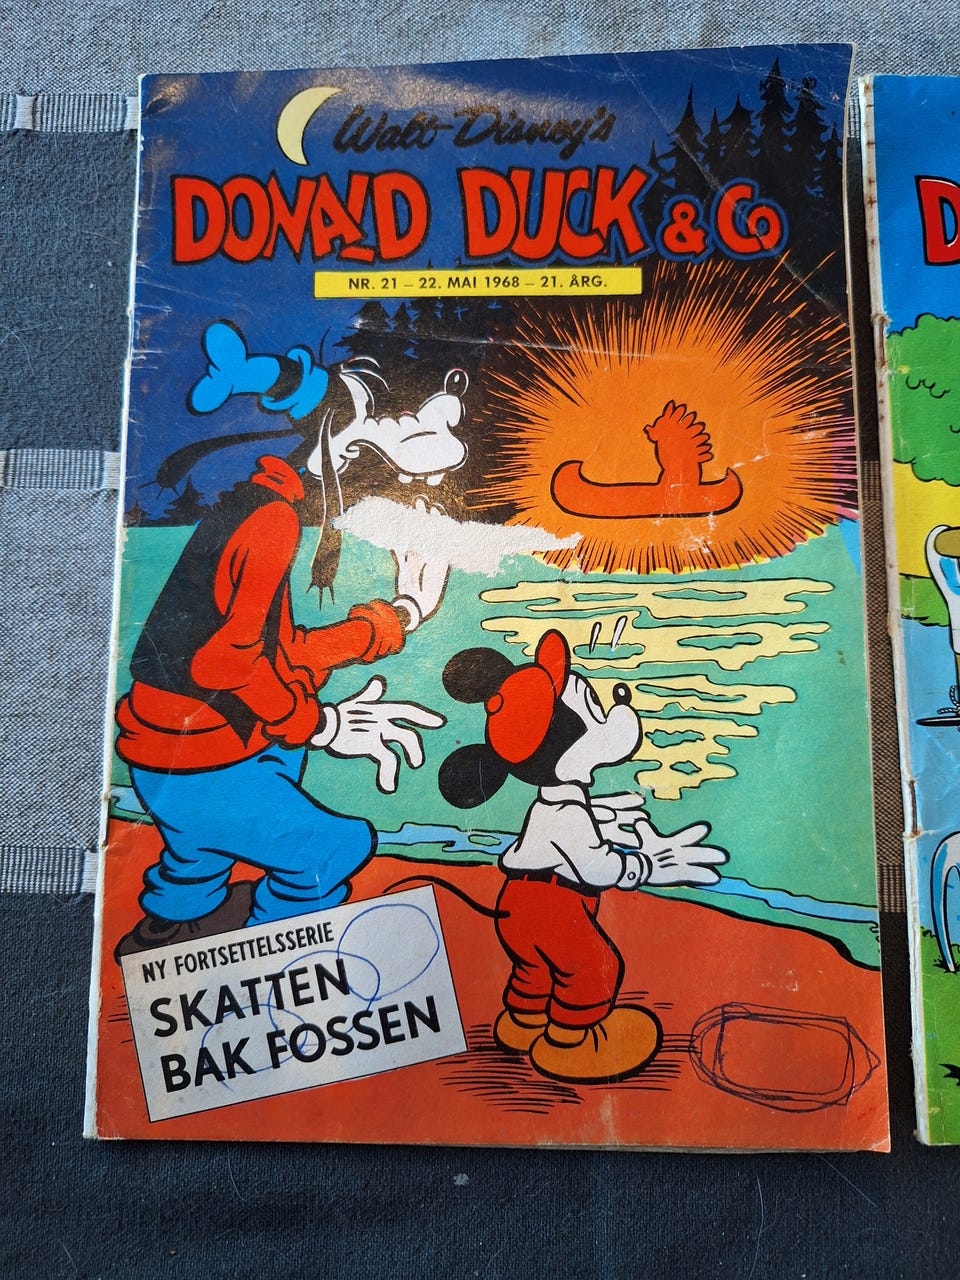 Walt Disney's
DONALD DUCK & Co
NR. 21 – 22. MAI 1968 – 21. ÅRG.
NY FORTSETTELSSERIE
SKATTEN
BAK FOSSEN
D